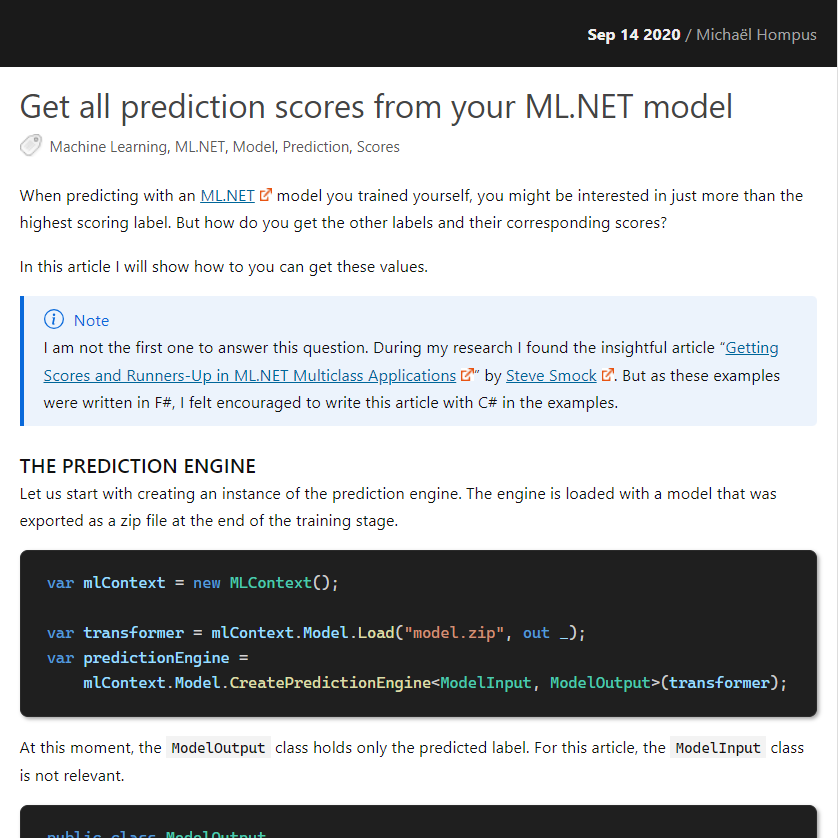 Sep 14 2020 / Michaël Hompus
Get all prediction scores from your ML.NET model
Machine Learning, ML.NET, Model, Prediction, Scores
When predicting with an ML.NET model you trained yourself, you might be interested in just more than the
highest scoring label. But how do you get the other labels and their corresponding scores?
In this article I will show how to you can get these values.
Note
I am not the first one to answer this question. During my research I found the insightful article “Getting
Scores and Runners-Up in ML.NET Multiclass Applications” by Steve Smock. But as these examples
were written in F#, I felt encouraged to write this article with C# in the examples.
THE PREDICTION ENGINE
Let us start with creating an instance of the prediction engine. The engine is loaded with a model that was
exported as a zip file at the end of the training stage.
var mlContext = new MLContext();
var transformer = mlContext.Model.Load("model.zip", out _);
var predictionEngine =
    mlContext.Model.CreatePredictionEngine<ModelInput, ModelOutput>(transformer);
At this moment, the ModelOutput class holds only the predicted label. For this article, the ModelInput class
is not relevant.
public class ModelOutput